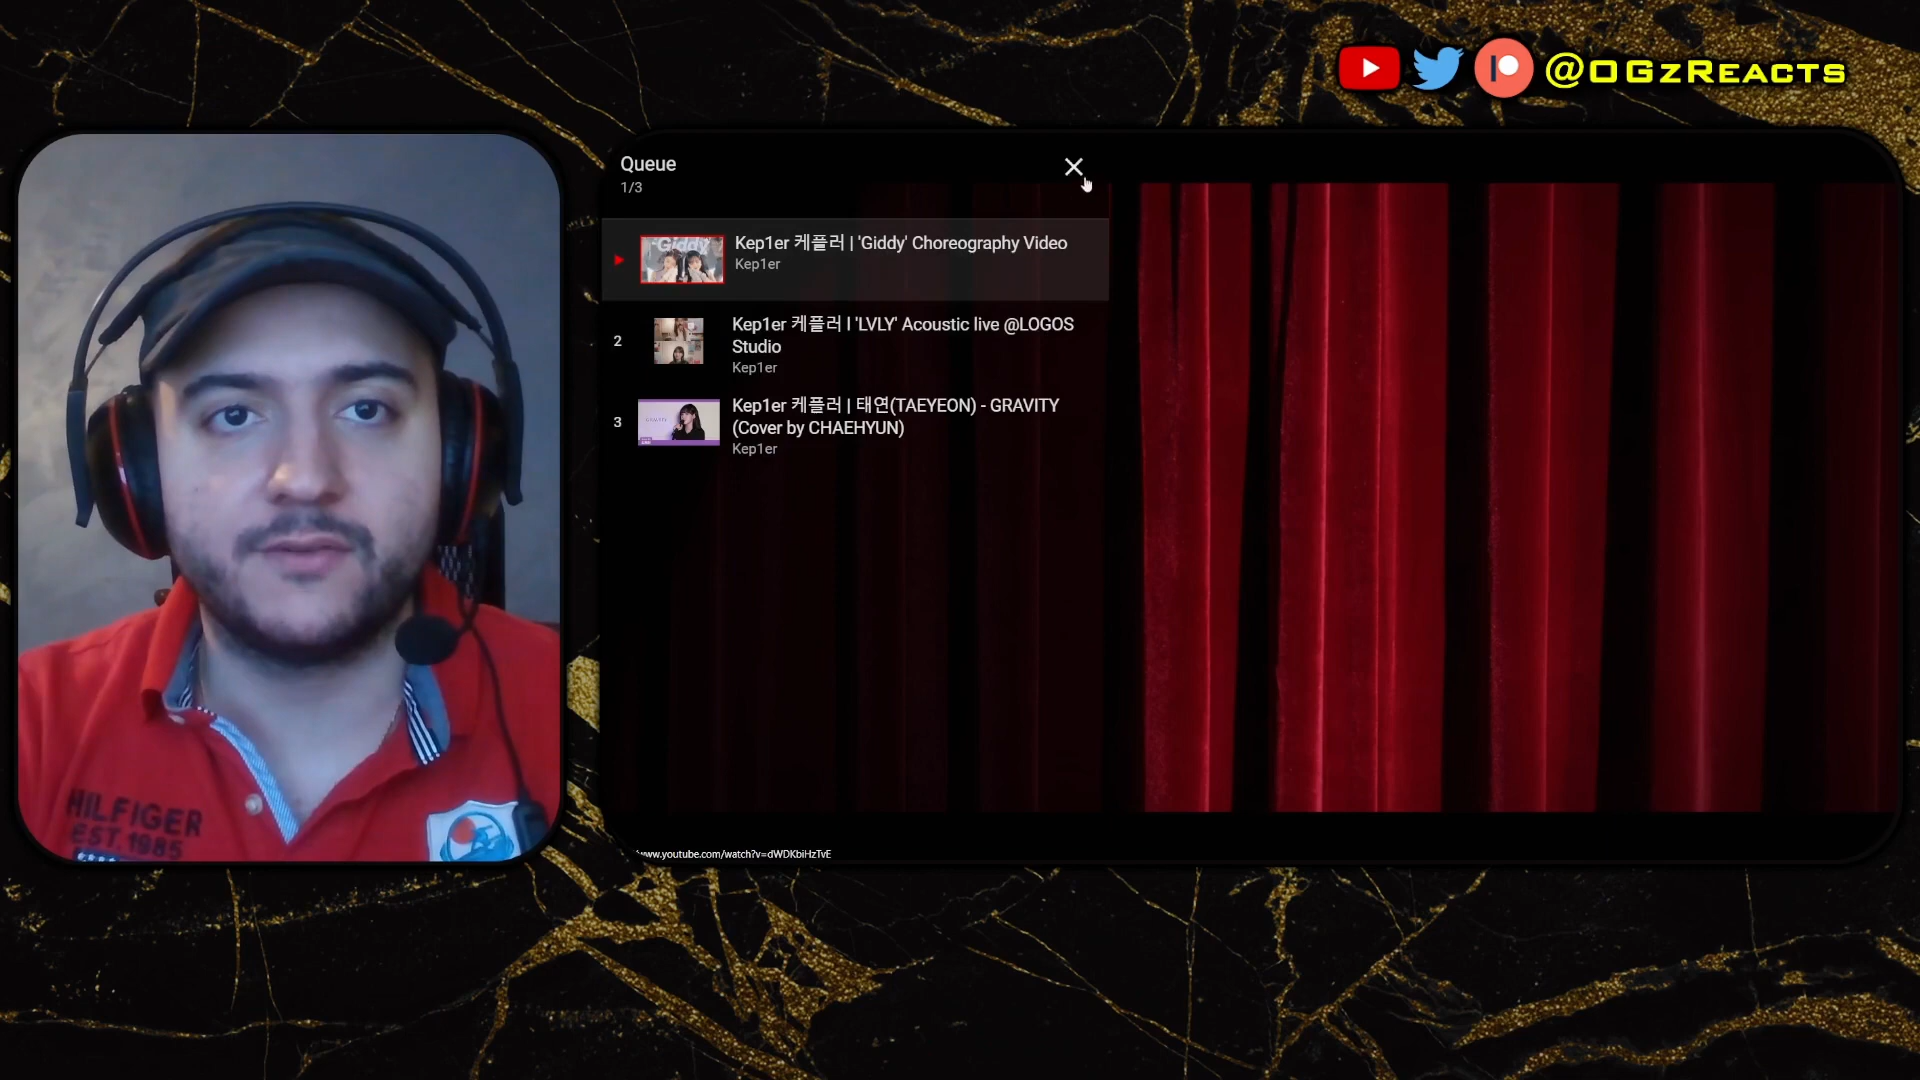 @OGzReacts
Queue
1/3
Giddy
Kep1er 케플러 | 'Giddy' Choreography Video
Kep1er
2
Kep1er 케플러 l 'LVLY' Acoustic live @LOGOS
Studio
Kep1er
3
Kep1er 케플러 | 태연(TAEYEON) - GRAVITY
(Cover by CHAEHYUN)
Kep1er
HILFIGER
EST. 1985
www.youtube.com/watch?v=dWDKbiHzTvE